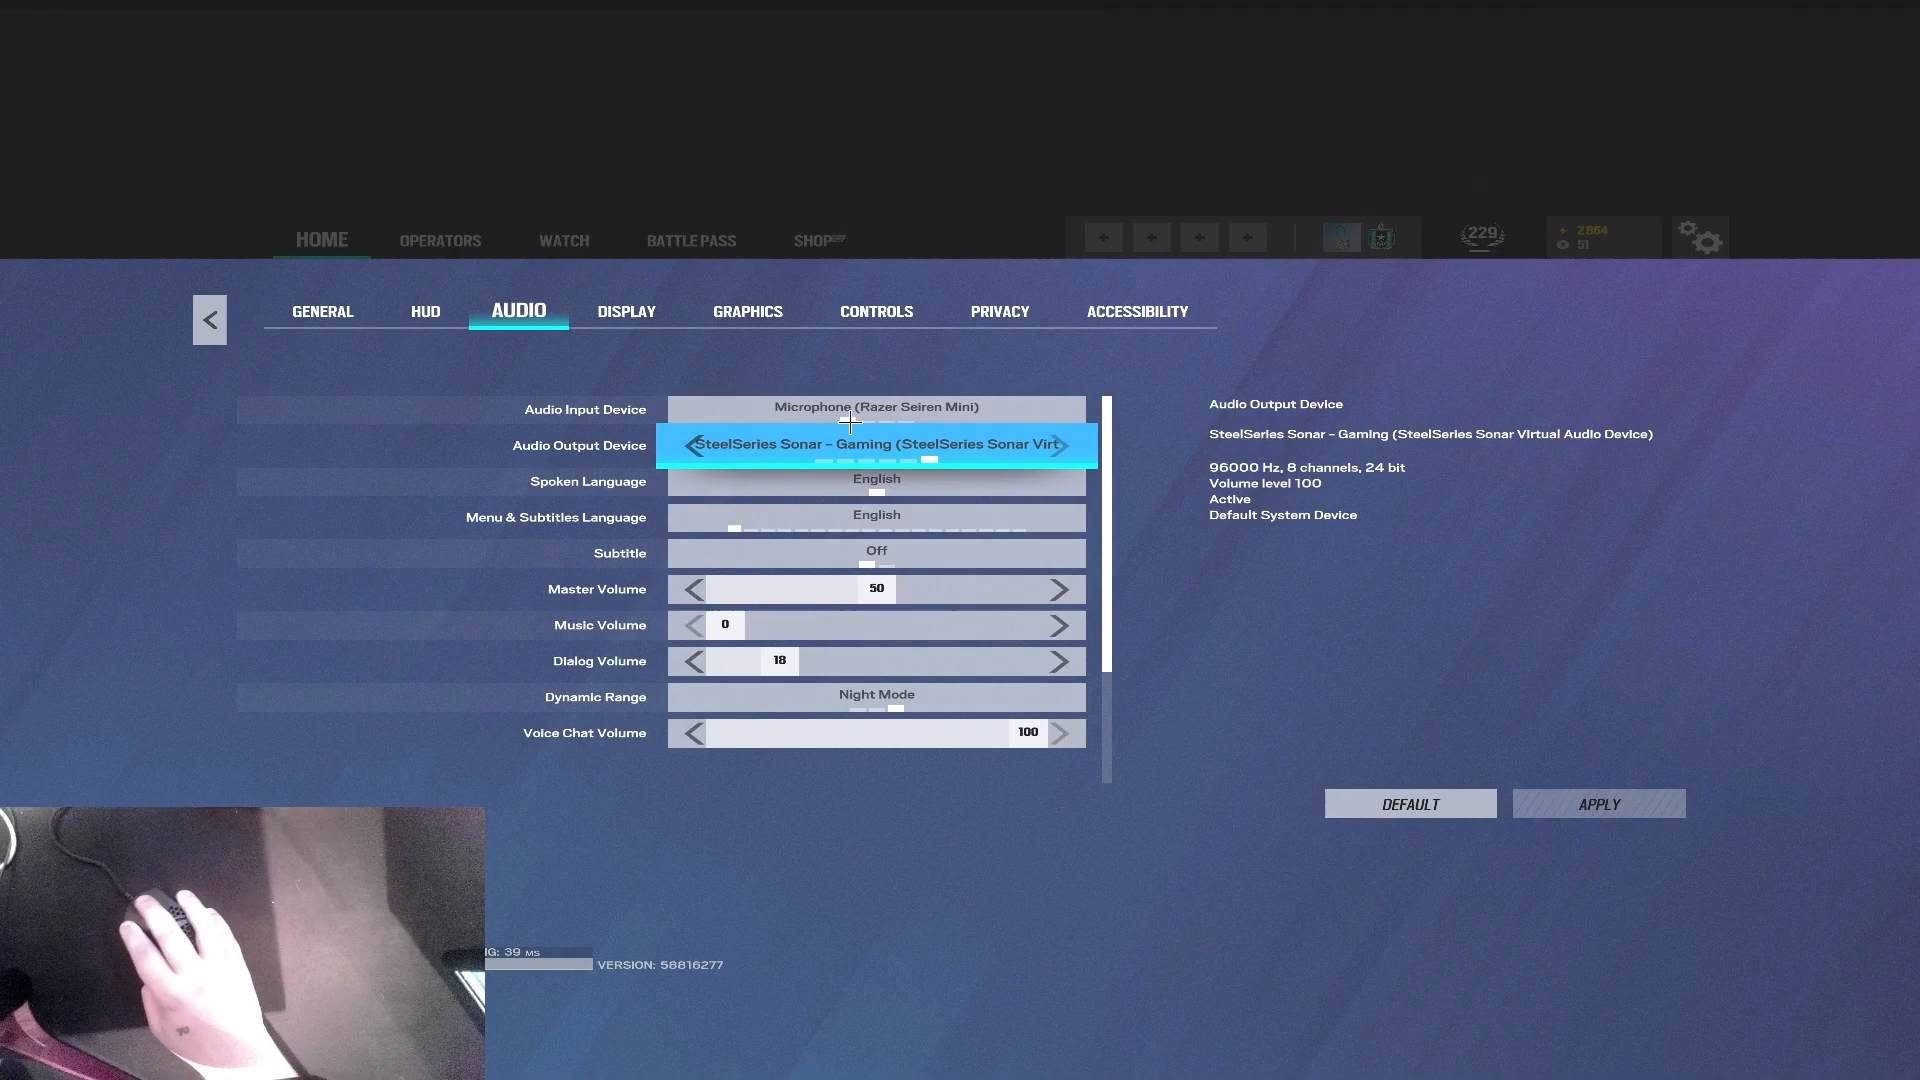 HOME
OPERATORS
WATCH
BATTLE PASS
SHOP
229
2864
51
GENERAL
HUD
AUDIO
DISPLAY
GRAPHICS
CONTROLS
PRIVACY
ACCESSIBILITY
Audio Input Device
Microphone (Razer Seiren Mini)
Audio Output Device
SteelSeries Sonar - Gaming (SteelSeries Sonar Virt
Spoken Language
English
Menu & Subtitles Language
English
Subtitle
Off
Master Volume
50
Music Volume
0
Dialog Volume
18
Dynamic Range
Night Mode
Voice Chat Volume
100
Audio Output Device
SteelSeries Sonar - Gaming (SteelSeries Sonar Virtual Audio Device)
96000 Hz, 8 channels, 24 bit
Volume level 100
Active
Default System Device
DEFAULT
APPLY
NG: 39 MS
VERSION: 58816277